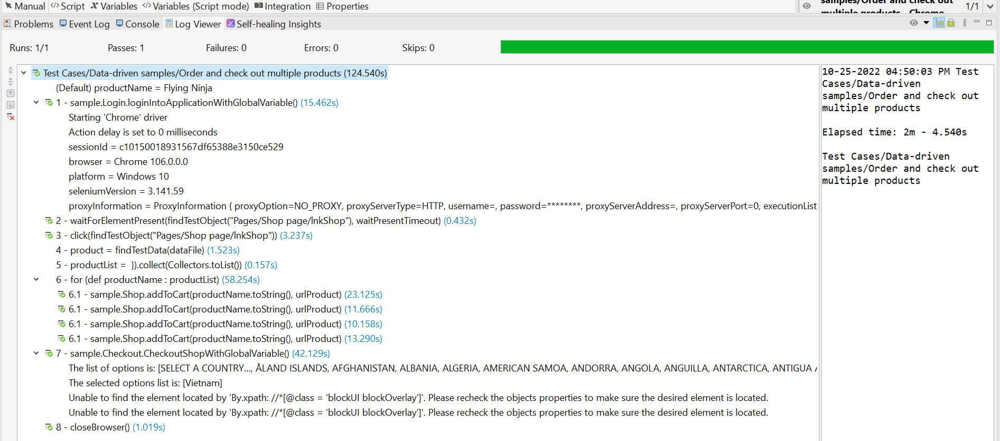 Manual </> Script Variables </> Variables (Script mode) Integration Properties
samples/Order and check out
multiple products - Chrome
1/1
Problems Event Log Console Log Viewer Self-healing Insights
Runs: 1/1 Passes: 1 Failures: 0 Errors: 0 Skips: 0
Test Cases/Data-driven samples/Order and check out multiple products (124.540s)
(Default) productName = Flying Ninja
1 - sample.Login.loginIntoApplicationWithGlobalVariable() (15.462s)
Starting 'Chrome' driver
Action delay is set to 0 milliseconds
sessionId = c10150018931567df65388e3150ce529
browser = Chrome 106.0.0.0
platform = Windows 10
seleniumVersion = 3.141.59
proxyInformation = ProxyInformation { proxyOption=NO_PROXY, proxyServerType=HTTP, username=, password=********, proxyServerAddress=, proxyServerPort=0, executionList
2 - waitForElementPresent(findTestObject("Pages/Shop page/lnkShop"), waitPresentTimeout) (0.432s)
3 - click(findTestObject("Pages/Shop page/lnkShop")) (3.237s)
4 - product = findTestData(dataFile) (1.523s)
5 - productList =  }).collect(Collectors.toList()) (0.157s)
6 - for (def productName : productList) (58.254s)
6.1 - sample.Shop.addToCart(productName.toString(), urlProduct) (23.125s)
6.1 - sample.Shop.addToCart(productName.toString(), urlProduct) (11.666s)
6.1 - sample.Shop.addToCart(productName.toString(), urlProduct) (10.158s)
6.1 - sample.Shop.addToCart(productName.toString(), urlProduct) (13.290s)
7 - sample.Checkout.CheckoutShopWithGlobalVariable() (42.129s)
The list of options is: [SELECT A COUNTRY..., ÅLAND ISLANDS, AFGHANISTAN, ALBANIA, ALGERIA, AMERICAN SAMOA, ANDORRA, ANGOLA, ANGUILLA, ANTARCTICA, ANTIGUA
The selected options list is: [Vietnam]
Unable to find the element located by 'By.xpath: //*[@class = 'blockUI blockOverlay']'. Please recheck the objects properties to make sure the desired element is located.
Unable to find the element located by 'By.xpath: //*[@class = 'blockUI blockOverlay']'. Please recheck the objects properties to make sure the desired element is located.
8 - closeBrowser() (1.019s)
10-25-2022 04:50:03 PM Test
Cases/Data-driven
samples/Order and check out
multiple products
Elapsed time: 2m - 4.540s
Test Cases/Data-driven
samples/Order and check out
multiple products